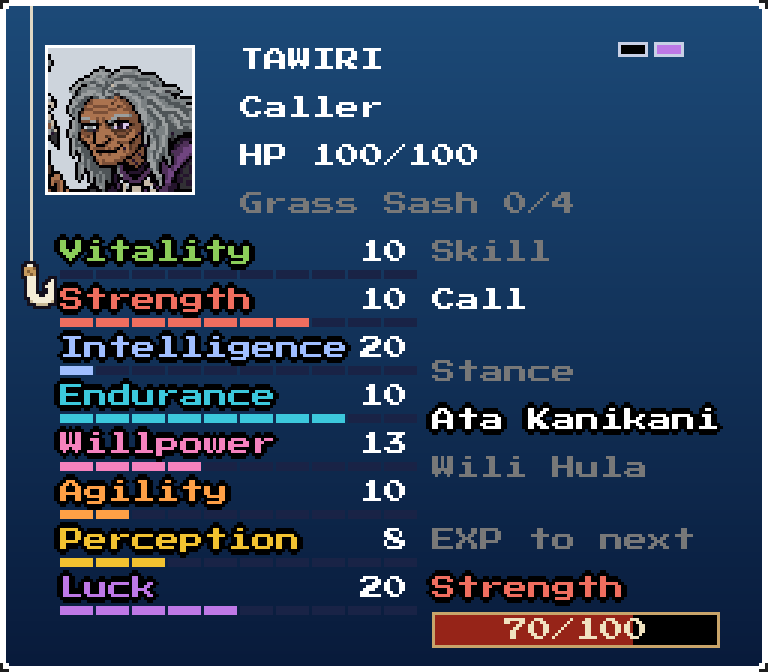 TAWIRI
Caller
HP 100/100
Grass Sash 0/4
Vitality 10
Strength 10
Intelligence 20
Endurance 10
Willpower 13
Agility 10
Perception 8
Luck 20
Skill
Call
Stance
Ata Kanikani
Wili Hula
EXP to next
Strength
70/100